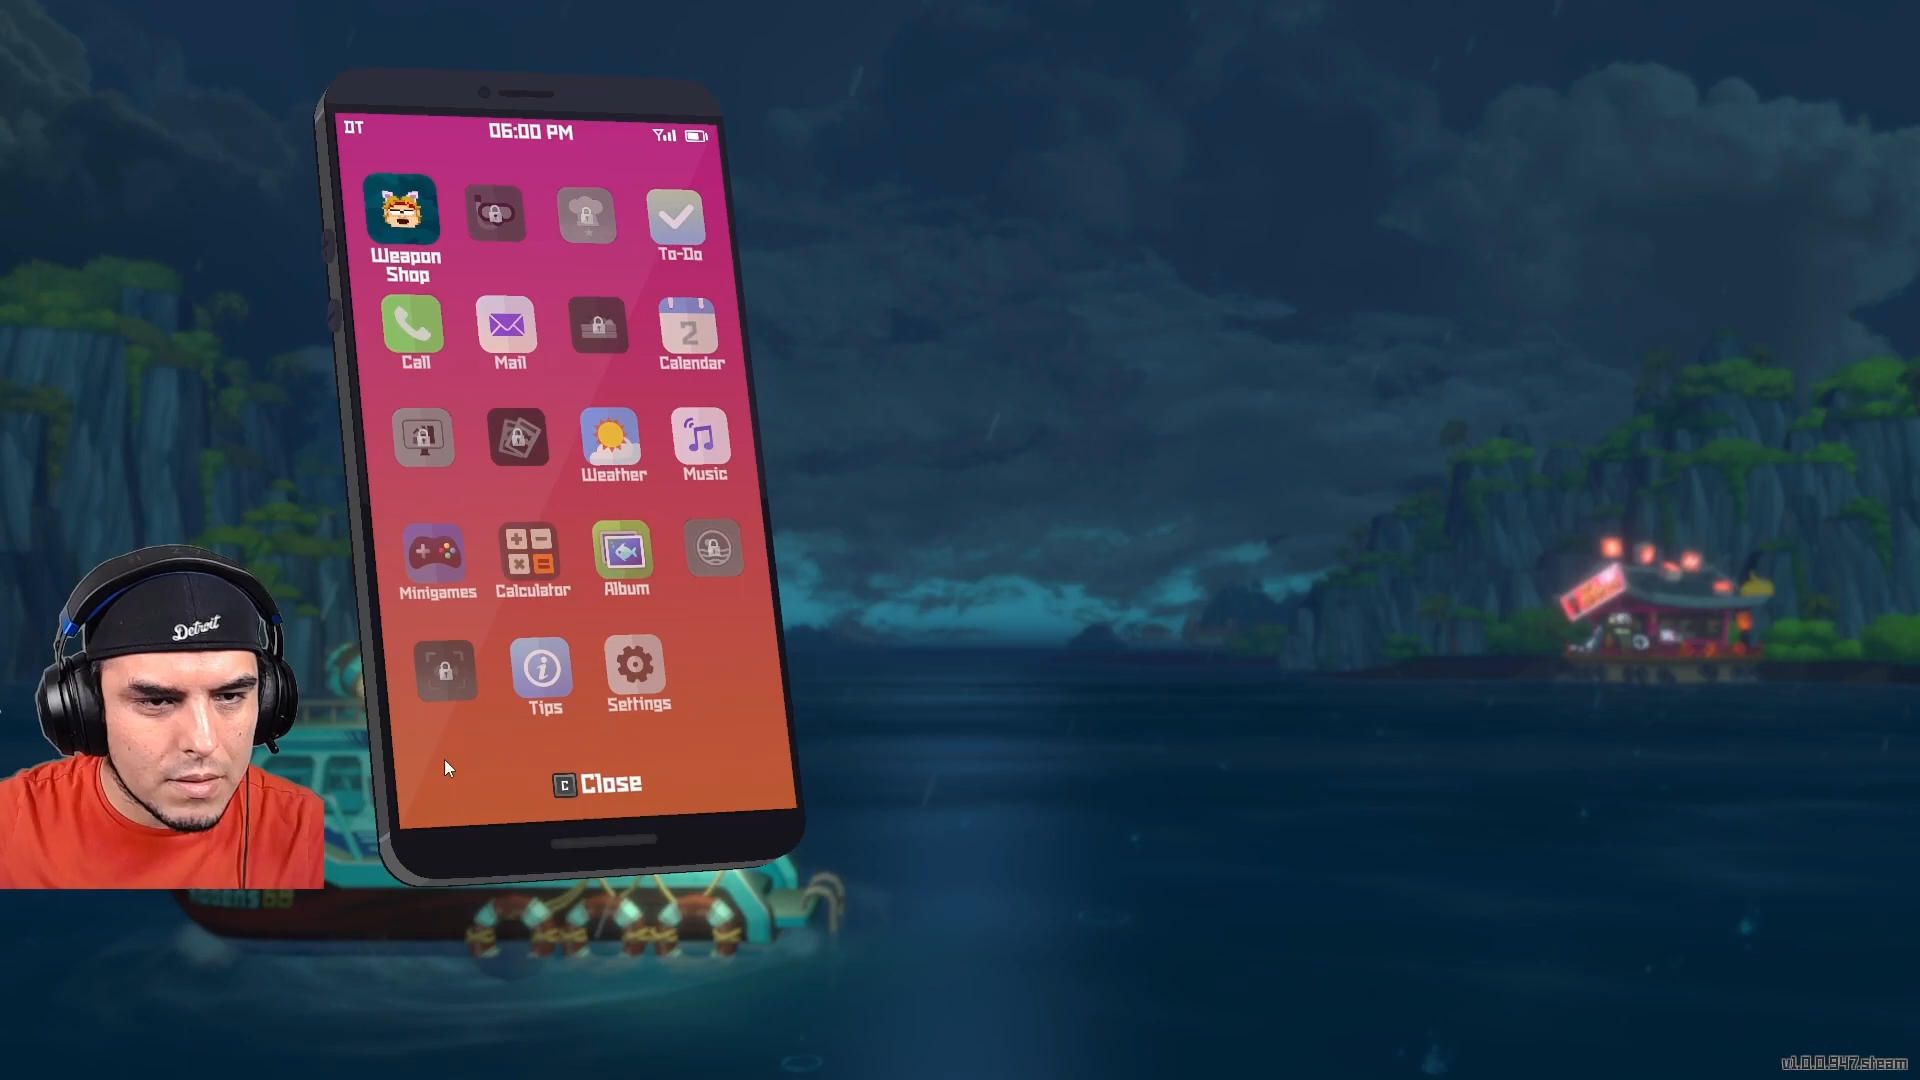 DT
06:00 PM
Weapon
Shop
To-Do
Call
Mail
2
Calendar
Weather
Music
Minigames
Calculator
Album
Tips
Settings
C Close
Detroit
v1.0.0.947.steam